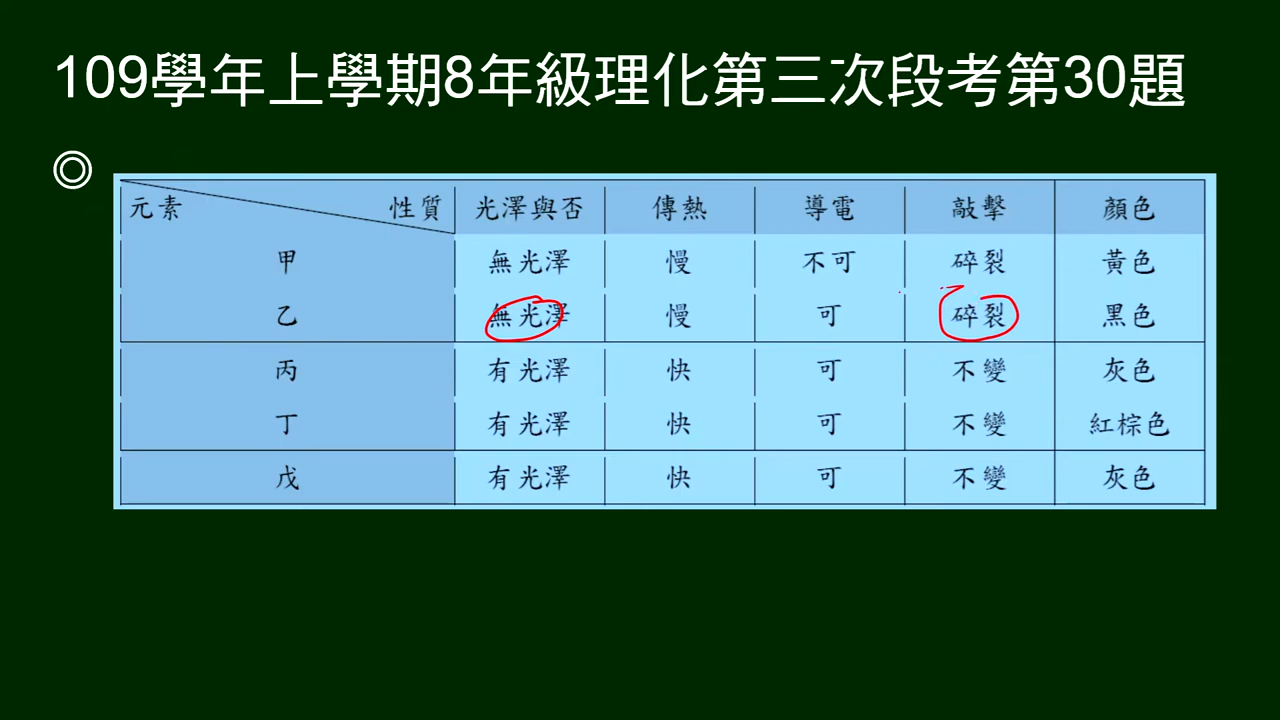 109學年上學期8年級理化第三次段考第30題
元素 性質 光澤與否 傳熱 導電 敲擊 顏色
甲 無光澤 慢 不可 碎裂 黃色
乙 無光澤 慢 可 碎裂 黑色
丙 有光澤 快 可 不變 灰色
丁 有光澤 快 可 不變 紅棕色
戊 有光澤 快 可 不變 灰色